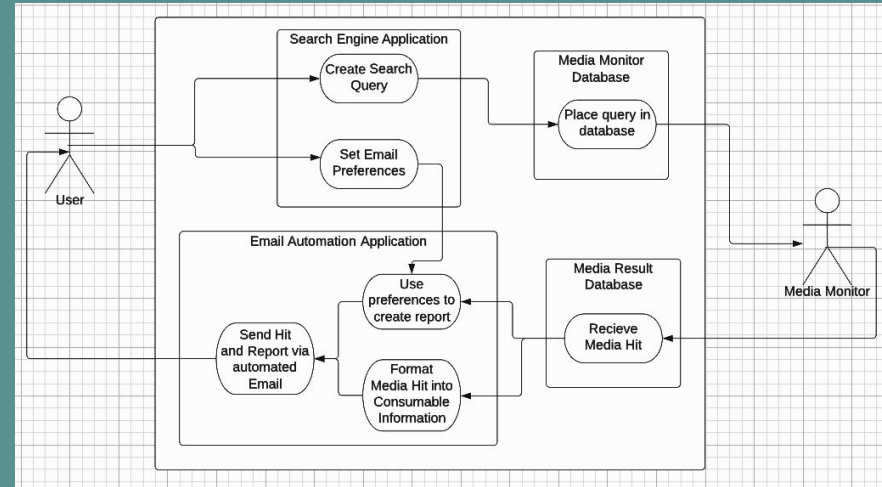 Search Engine Application
Create Search
Query
Set Email
Preferences
Media Monitor
Database
Place query in
database
User
Media Monitor
Email Automation Application
Use
preferences to
create report
Send Hit
and Report via
automated
Email
Format
Media Hit into
Consumable
Information
Media Result
Database
Recieve
Media Hit